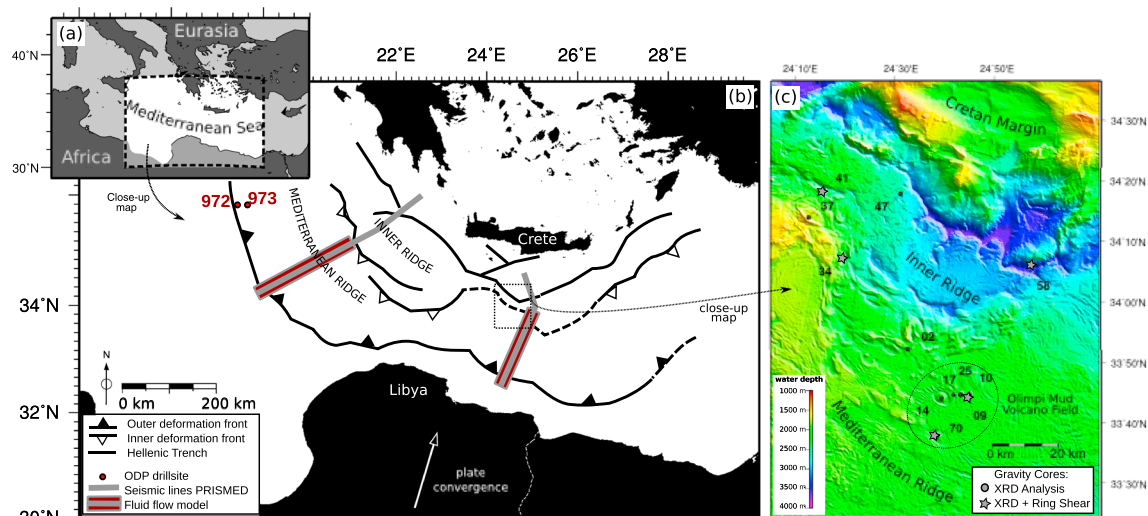 (a)
Eurasia
Mediterranean Sea
Africa
40°N
30°N
Close-up
map
22°E
24°E
26°E
28°E
(b)
972
973
MEDITERRANEAN RIDGE
INNER RIDGE
Crete
34°N
32°N
30°N
close-up
map
Libya
plate
convergence
N
0 km
200 km
Outer deformation front
Inner deformation front
Hellenic Trench
ODP drillsite
Seismic lines PRISMED
Fluid flow model
24°10'E
24°30'E
24°50'E
(c)
Cretan Margin
34°30'N
34°20'N
34°10'N
34°00'N
33°50'N
33°40'N
33°30'N
41
37
47
34
Inner Ridge
58
02
25
17
10
14
09
70
Olimpi Mud
Volcano Field
Mediterranean Ridge
0 km
20 km
water depth
1000 m
2000 m
2500 m
3000 m
3500 m
4000 m
Gravity Cores:
XRD Analysis
XRD + Ring Shear